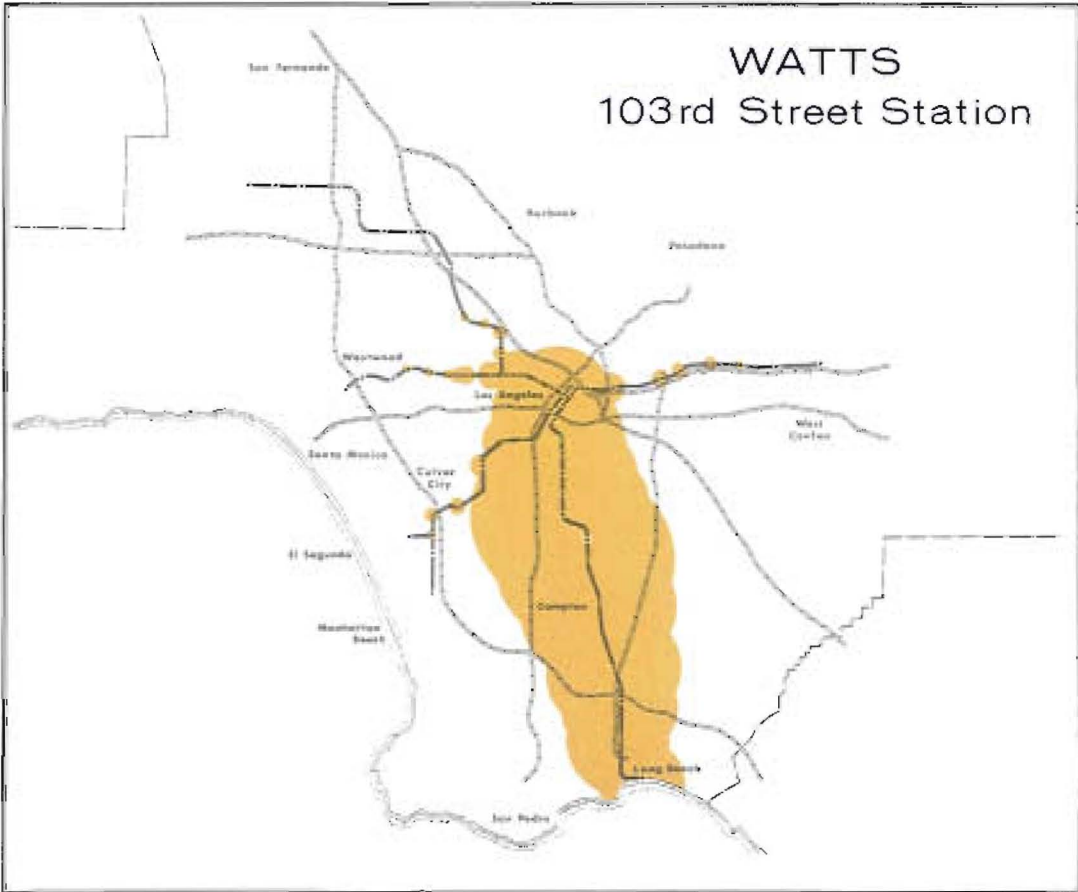 WATTS
103rd Street Station
San Fernando
Burbank
Pasadena
Westwood
Los Angeles
West
Covina
Santa Monica
Culver
City
El Segundo
Compton
Manhattan
Beach
Long Beach
San Pedro